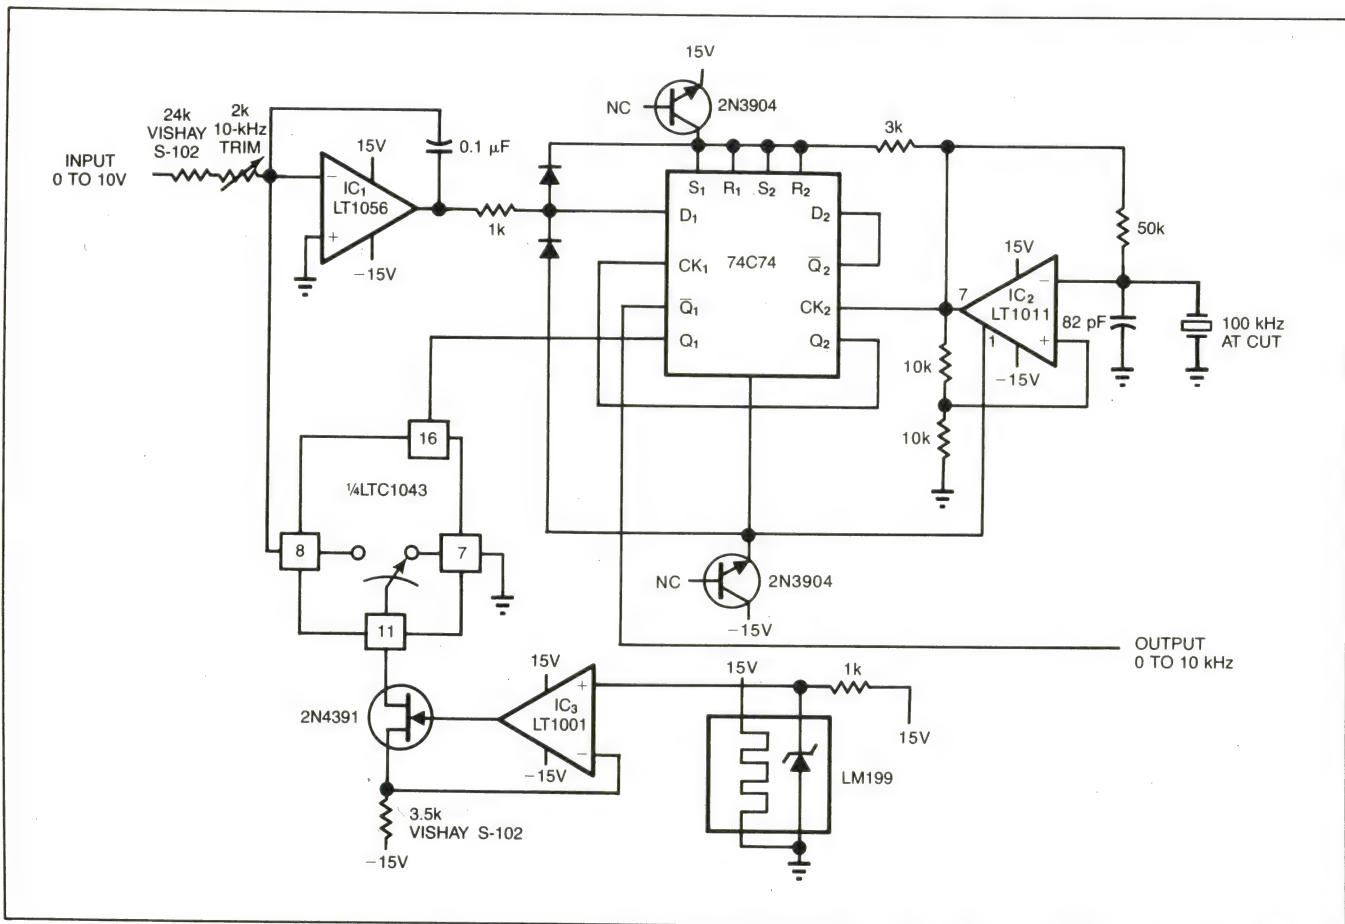 15V
NC
2N3904
24k
VISHAY
S-102
2k
10-kHz
TRIM
INPUT
0 TO 10V
15V
0.1 µF
3k
−
IC1
LT1056
+
−15V
1k
S1
R1
S2
R2
D1
D2
CK1
74C74
Q̅2
Q̅1
CK2
Q1
Q2
50k
15V
−
7
IC2
LT1011
1
+
−15V
82 pF
100 kHz
AT CUT
10k
10k
16
¼LTC1043
8
7
11
NC
2N3904
−15V
OUTPUT
0 TO 10 kHz
2N4391
15V
+
IC3
LT1001
−
−15V
15V
1k
15V
LM199
3.5k
VISHAY S-102
−15V